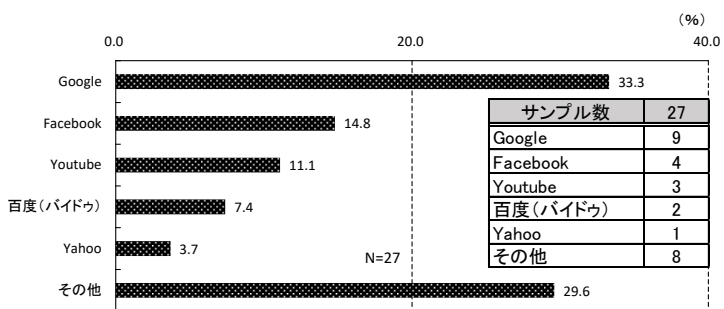 （%）
0.0 20.0 40.0
Google 33.3
Facebook 14.8
Youtube 11.1
百度（バイドゥ） 7.4
Yahoo 3.7
N=27
その他 29.6
サンプル数 27
Google 9
Facebook 4
Youtube 3
百度（バイドゥ） 2
Yahoo 1
その他 8